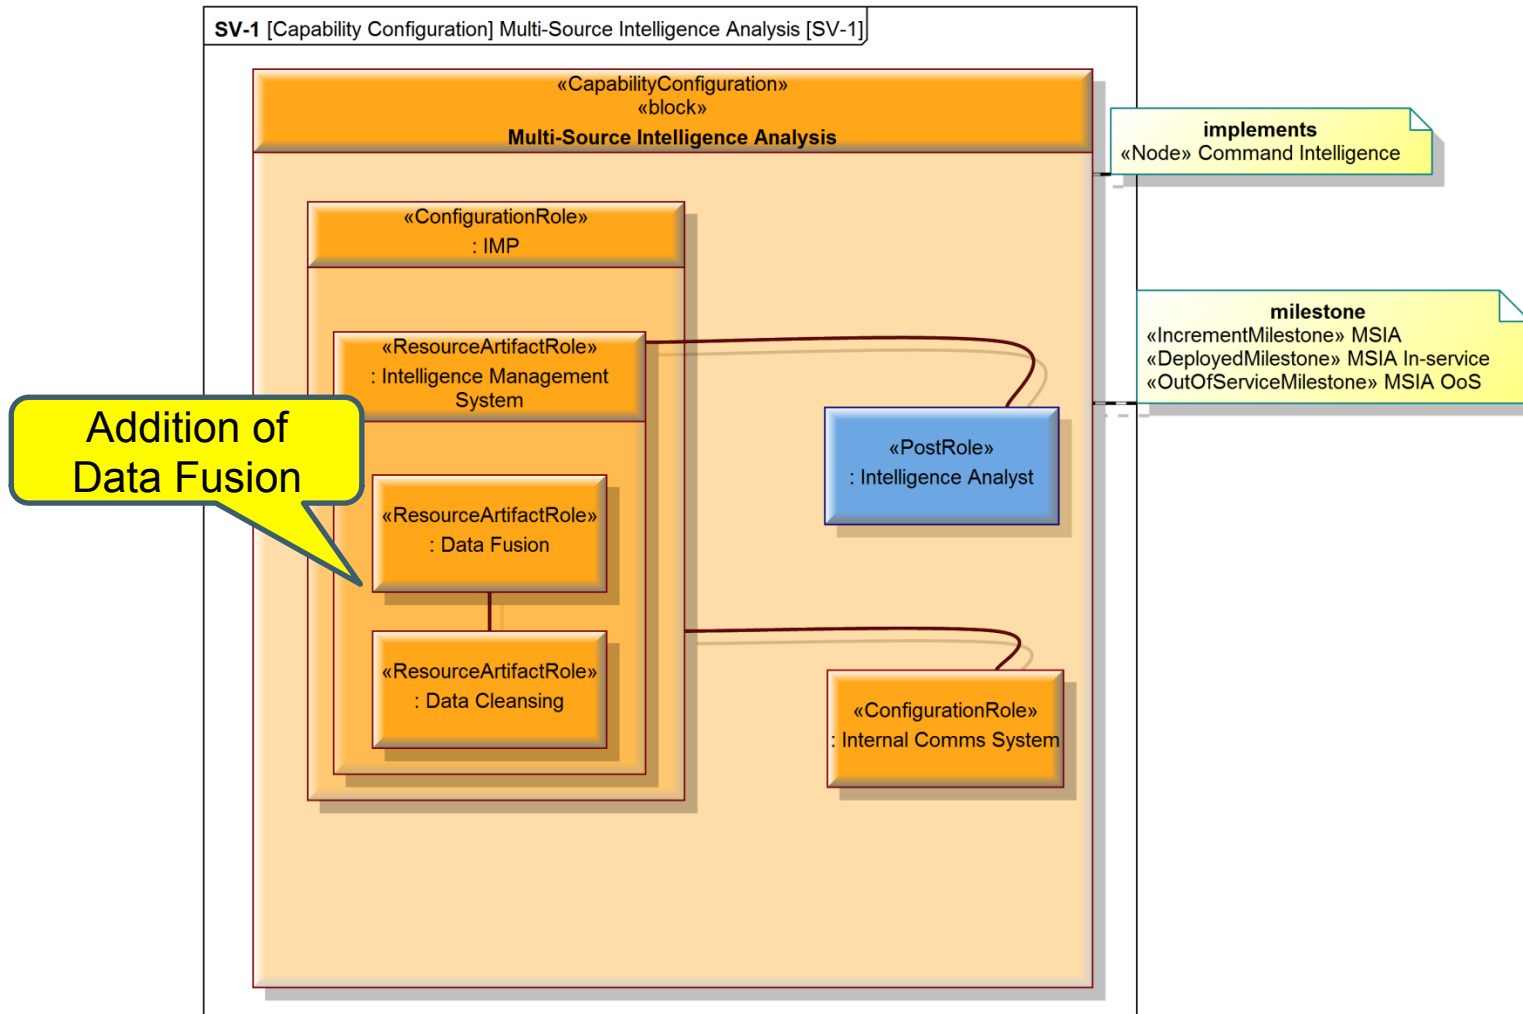 SV-1 [Capability Configuration] Multi-Source Intelligence Analysis [SV-1]
«CapabilityConfiguration»
«block»
Multi-Source Intelligence Analysis
implements
«Node» Command Intelligence
«ConfigurationRole»
: IMP
milestone
«IncrementMilestone» MSIA
«DeployedMilestone» MSIA In-service
«OutOfServiceMilestone» MSIA OoS
«ResourceArtifactRole»
: Intelligence Management
System
Addition of
Data Fusion
«PostRole»
: Intelligence Analyst
«ResourceArtifactRole»
: Data Fusion
«ResourceArtifactRole»
: Data Cleansing
«ConfigurationRole»
: Internal Comms System